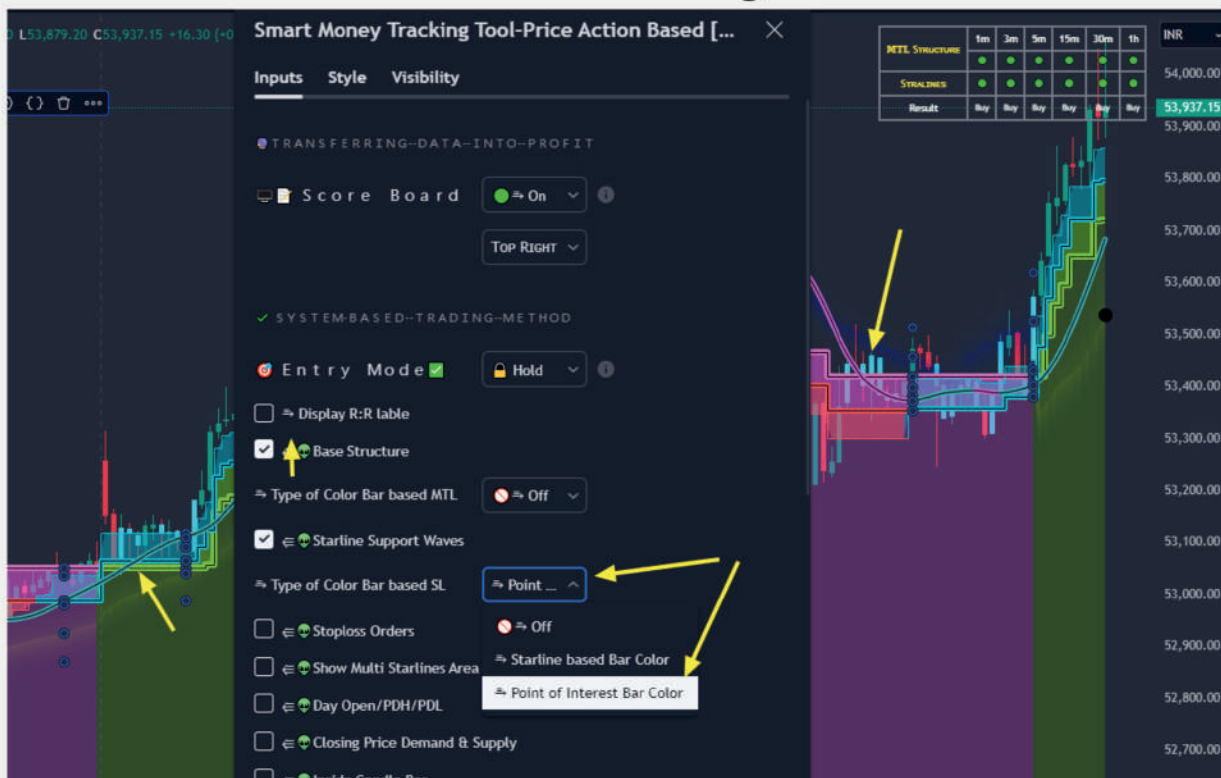 L53,879.20 C53,937.15 +16.30 (+0
Smart Money Tracking Tool-Price Action Based [...
Inputs Style Visibility
TRANSFERRING--DATA--INTO--PROFIT
Score Board
On
TOP RIGHT
SYSTEM-BASED--TRADING--METHOD
Entry Mode
Hold
Display R:R lable
Base Structure
Type of Color Bar based MTL
Off
Starline Support Waves
Type of Color Bar based SL
Point ...
Off
Starline based Bar Color
Point of Interest Bar Color
Stoploss Orders
Show Multi Starlines Area
Day Open/PDH/PDL
Closing Price Demand & Supply
MTL STRUCTURE 1m 3m 5m 15m 30m 1h
STRALINES
Result Buy Buy Buy Buy Buy Buy
INR
54,000.00
53,937.15
53,900.00
53,800.00
53,700.00
53,600.00
53,500.00
53,400.00
53,300.00
53,200.00
53,100.00
53,000.00
52,900.00
52,800.00
52,700.00